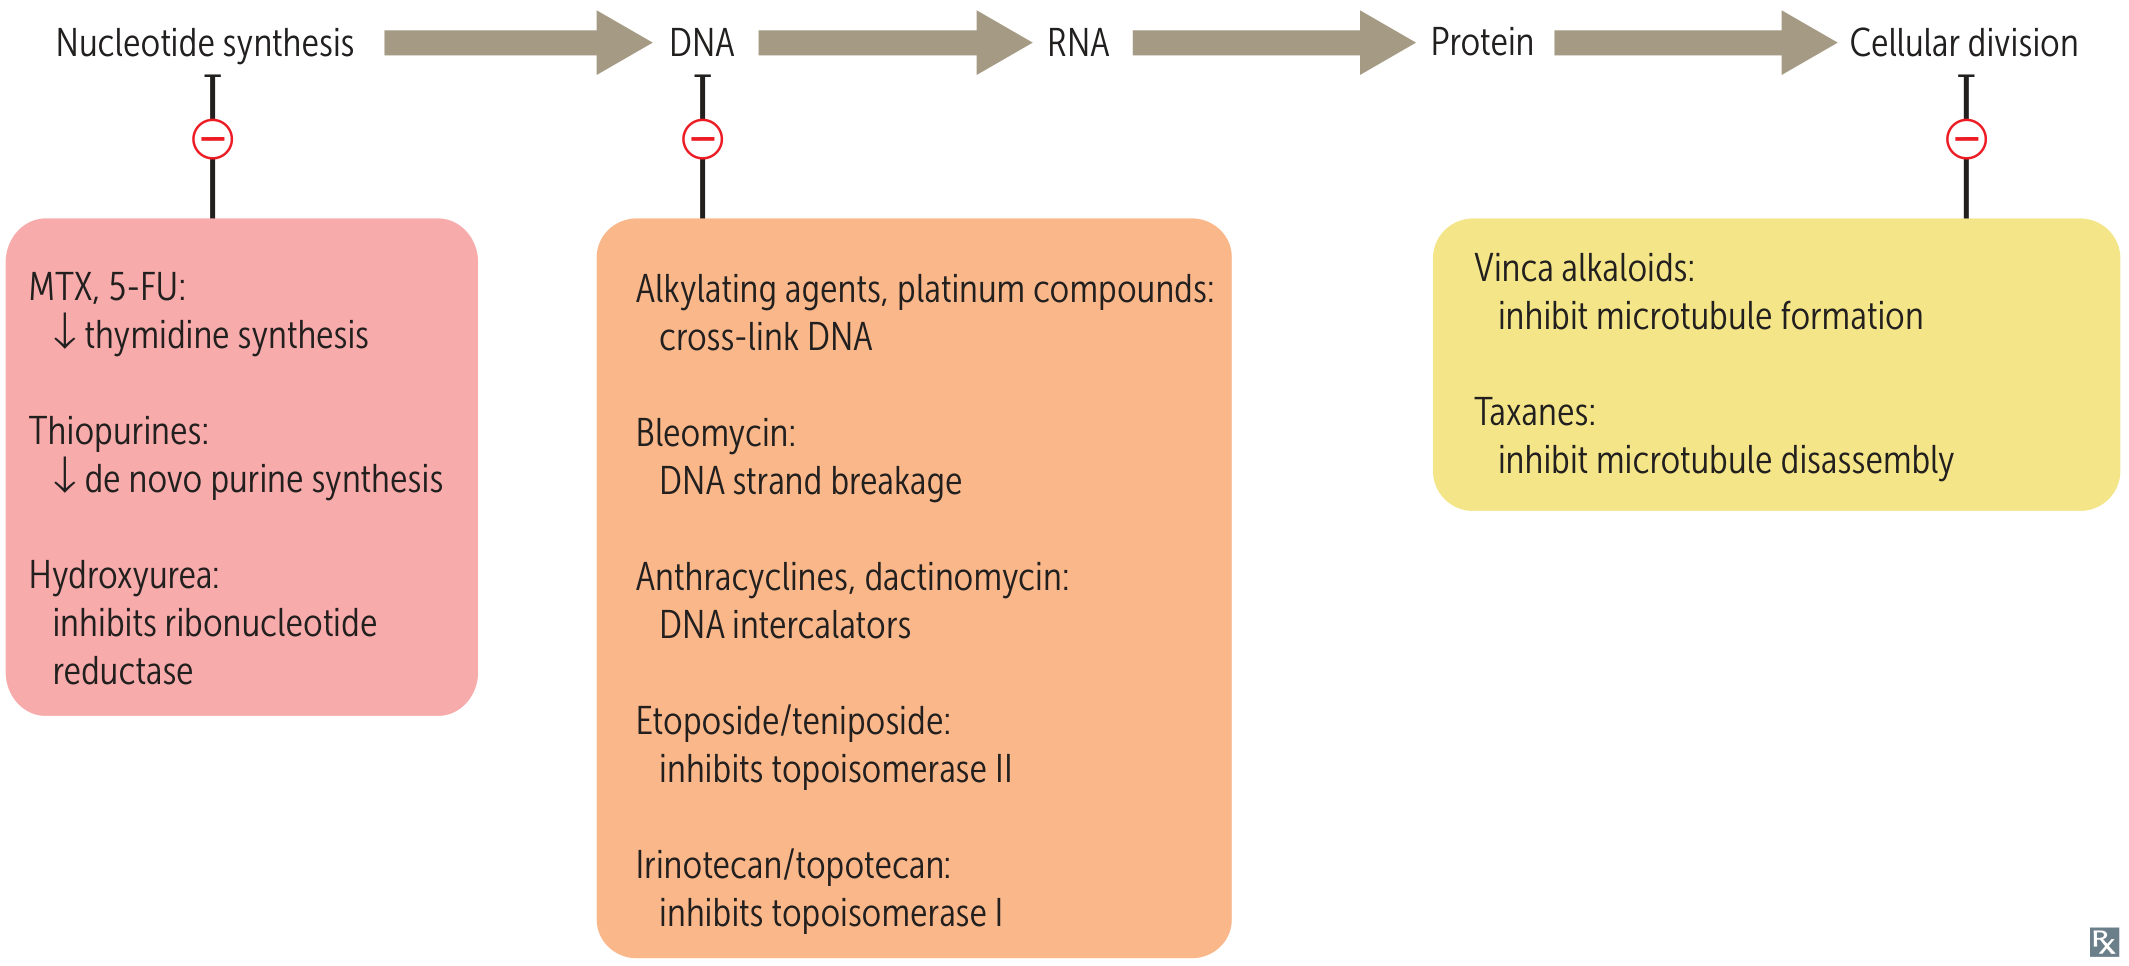 Nucleotide synthesis DNA RNA Protein Cellular division
MTX, 5-FU:
↓ thymidine synthesis
Thiopurines:
↓ de novo purine synthesis
Hydroxyurea:
inhibits ribonucleotide
reductase
Alkylating agents, platinum compounds:
cross-link DNA
Bleomycin:
DNA strand breakage
Anthracyclines, dactinomycin:
DNA intercalators
Etoposide/teniposide:
inhibits topoisomerase II
Irinotecan/topotecan:
inhibits topoisomerase I
Vinca alkaloids:
inhibit microtubule formation
Taxanes:
inhibit microtubule disassembly
Rx